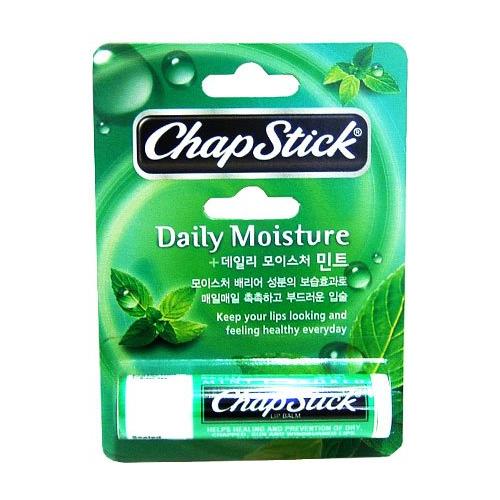 ChapStick®
Daily Moisture
+데일리 모이스처 민트
모이스처 배리어 성분의 보습효과로
매일매일 촉촉하고 부드러운 입술
Keep your lips looking and
feeling healthy everyday
ChapStick
LIP BALM
HELPS HEALING AND PREVENTION OF DRY,
CHAPPED, SUN AND WINDBURNED LIPS